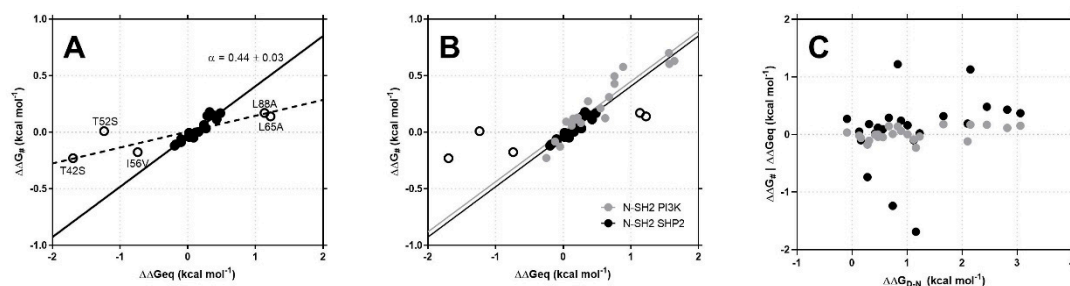 A
α = 0.44 + 0.03
T52S
L88A
L65A
T42S
I56V
1.0
0.5
0.0
-0.5
-1.0
-2
-1
0
1
2
ΔΔG# (kcal mol-1)
ΔΔGeq (kcal mol-1)
B
N-SH2 PI3K
N-SH2 SHP2
1.0
0.5
0.0
-0.5
-1.0
-2
-1
0
1
2
ΔΔG# (kcal mol-1)
ΔΔGeq (kcal mol-1)
C
2
1
0
-1
-2
-1
0
1
2
3
4
ΔΔG# | ΔΔGeq (kcal mol-1)
ΔΔGD-N (kcal mol-1)